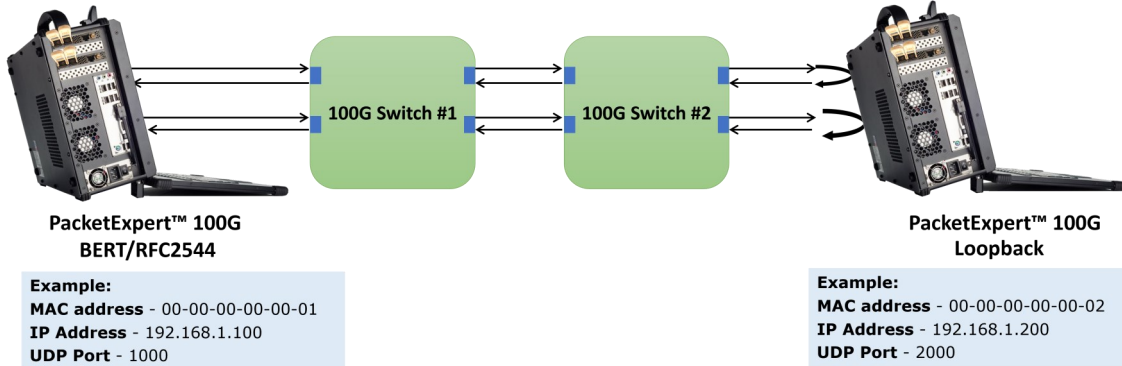 100G Switch #1
100G Switch #2
PacketExpert™ 100G
BERT/RFC2544
PacketExpert™ 100G
Loopback
Example:
MAC address - 00-00-00-00-00-01
IP Address - 192.168.1.100
UDP Port - 1000
Example:
MAC address - 00-00-00-00-00-02
IP Address - 192.168.1.200
UDP Port - 2000